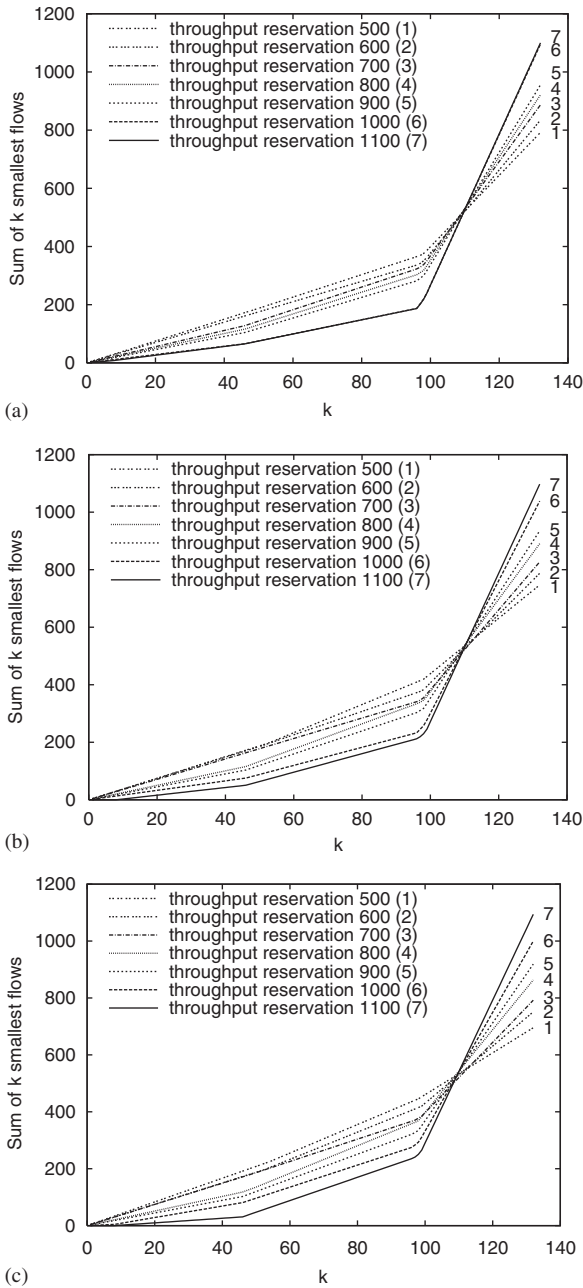 1200
1000
800
600
400
200
0
Sum of k smallest flows
throughput reservation 500 (1)
throughput reservation 600 (2)
throughput reservation 700 (3)
throughput reservation 800 (4)
throughput reservation 900 (5)
throughput reservation 1000 (6)
throughput reservation 1100 (7)
7
6
5
4
3
2
1
0 20 40 60 80 100 120 140
(a)
k
1200
1000
800
600
400
200
0
Sum of k smallest flows
throughput reservation 500 (1)
throughput reservation 600 (2)
throughput reservation 700 (3)
throughput reservation 800 (4)
throughput reservation 900 (5)
throughput reservation 1000 (6)
throughput reservation 1100 (7)
7
6
5
4
3
2
1
0 20 40 60 80 100 120 140
(b)
k
1200
1000
800
600
400
200
0
Sum of k smallest flows
throughput reservation 500 (1)
throughput reservation 600 (2)
throughput reservation 700 (3)
throughput reservation 800 (4)
throughput reservation 900 (5)
throughput reservation 1000 (6)
throughput reservation 1100 (7)
7
6
5
4
3
2
1
0 20 40 60 80 100 120 140
(c)
k